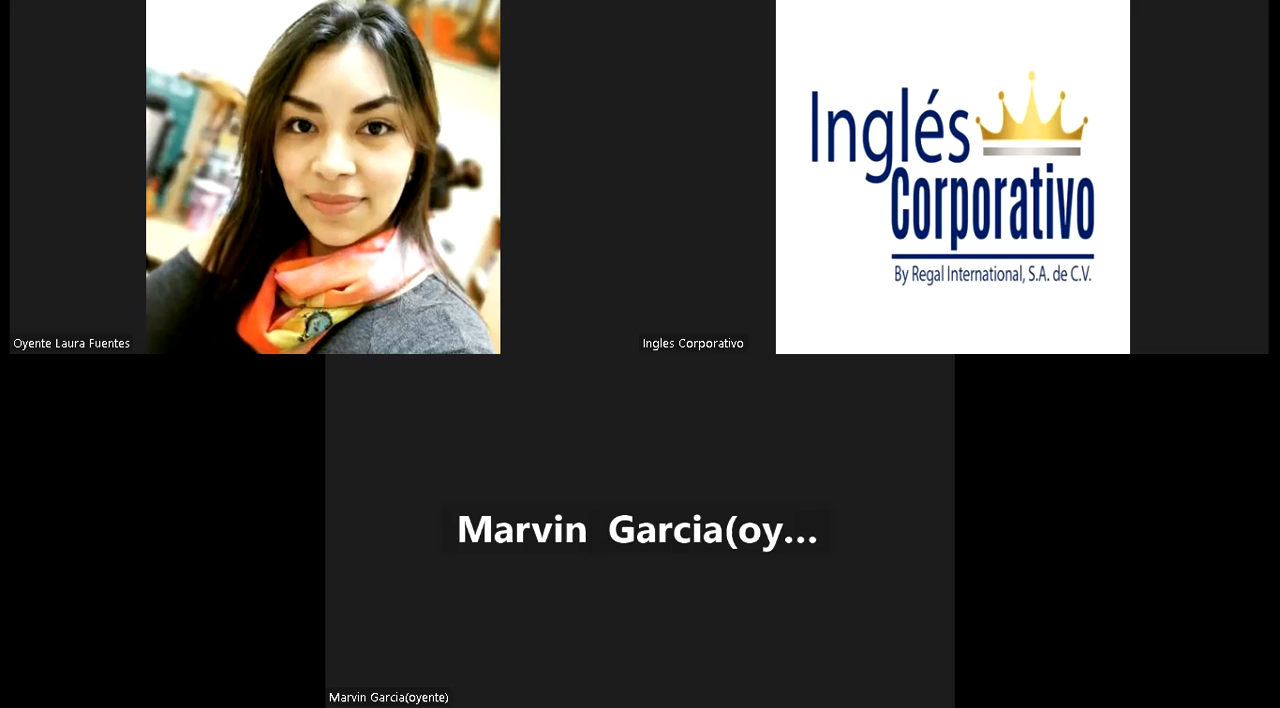 Oyente Laura Fuentes
Inglés
Corporativo
By Regal International, S.A. de C.V.
Ingles Corporativo
Marvin Garcia(oy...
Marvin Garcia(oyente)